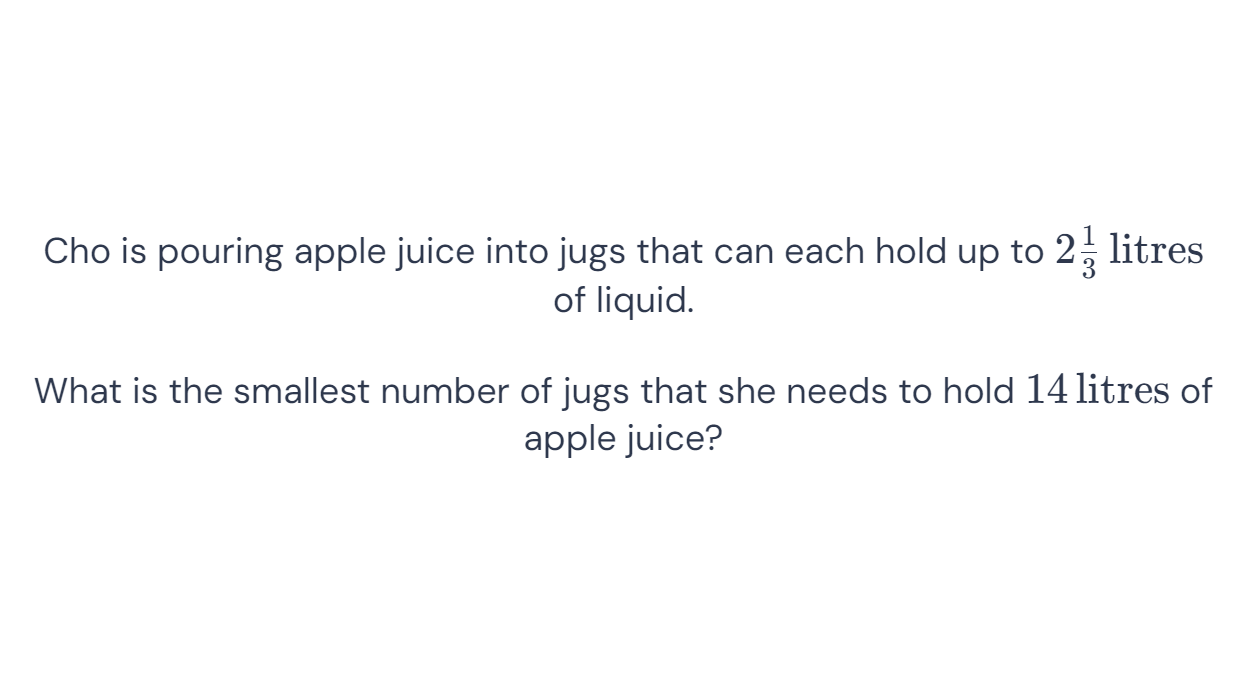 Cho is pouring apple juice into jugs that can each hold up to 2 1/3 litres
of liquid.
What is the smallest number of jugs that she needs to hold 14 litres of
apple juice?